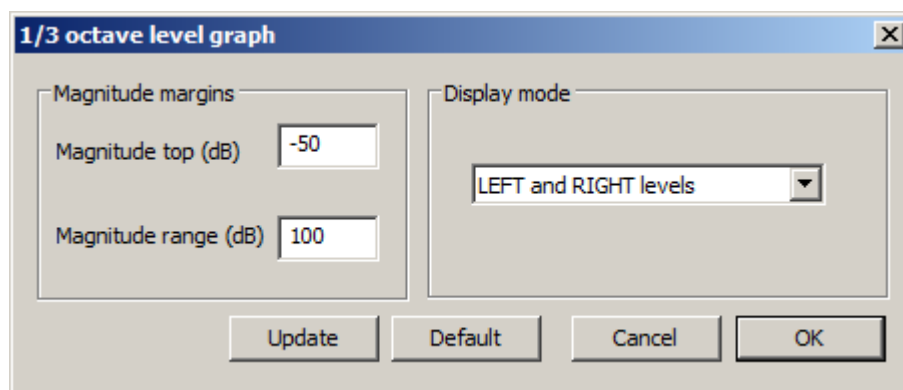 1/3 octave level graph
Magnitude margins
Magnitude top (dB) -50
Magnitude range (dB) 100
Display mode
LEFT and RIGHT levels
Update Default Cancel OK